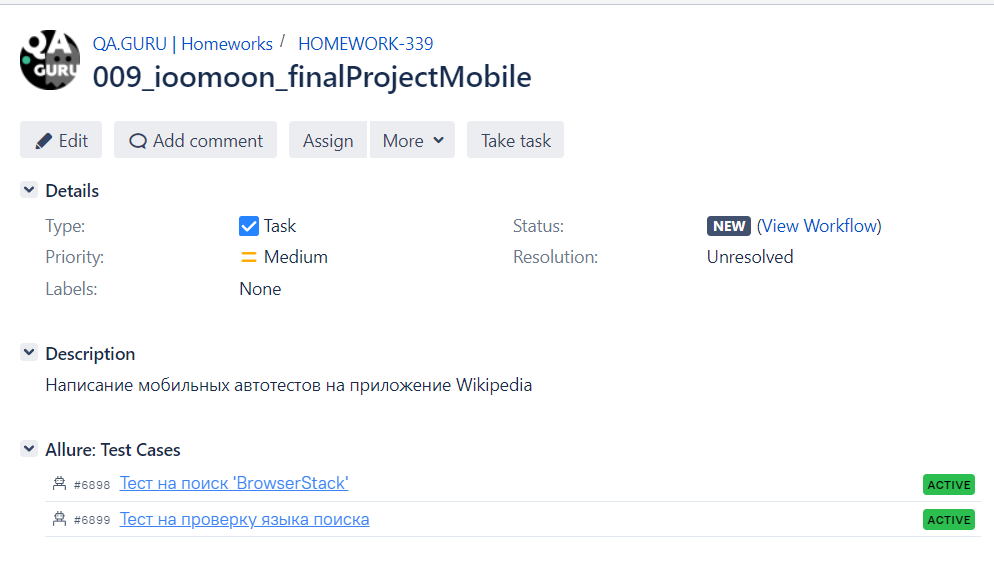 QA
GURU
QA.GURU | Homeworks / HOMEWORK-339
009_ioomoon_finalProjectMobile
Edit Add comment Assign More Take task
Details
Type: Task Status: NEW (View Workflow)
Priority: Medium Resolution: Unresolved
Labels: None
Description
Написание мобильных автотестов на приложение Wikipedia
Allure: Test Cases
#6898 Тест на поиск 'BrowserStack' ACTIVE
#6899 Тест на проверку языка поиска ACTIVE